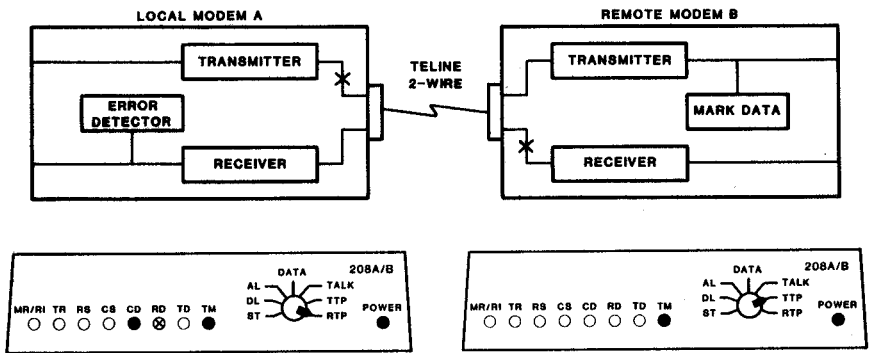 LOCAL MODEM A
REMOTE MODEM B
TRANSMITTER
TELINE
2-WIRE
TRANSMITTER
ERROR
DETECTOR
MARK DATA
RECEIVER
RECEIVER
208A/B
DATA
AL TALK
DL TTP
ST RTP
MR/RI TR RS CS CD RD TD TM
POWER
208A/B
DATA
AL TALK
DL TTP
ST RTP
MR/RI TR RS CS CD RD TD TM
POWER